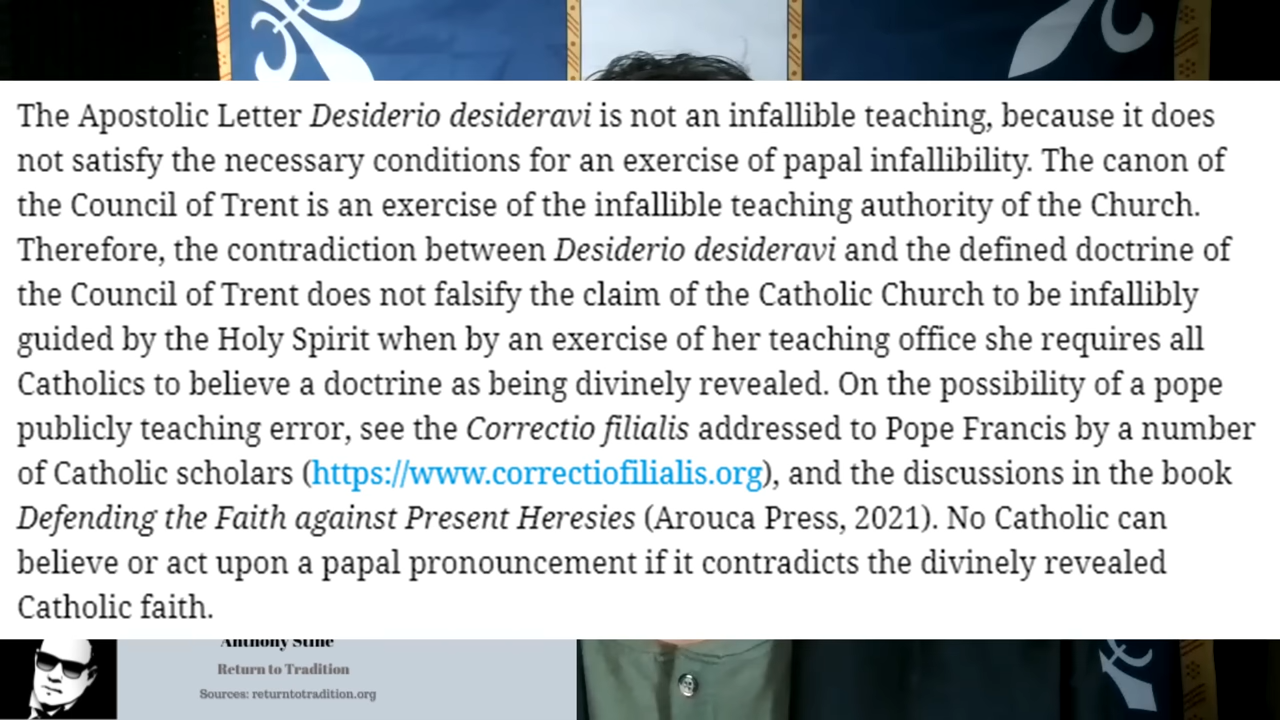 The Apostolic Letter Desiderio desideravi is not an infallible teaching, because it does
not satisfy the necessary conditions for an exercise of papal infallibility. The canon of
the Council of Trent is an exercise of the infallible teaching authority of the Church.
Therefore, the contradiction between Desiderio desideravi and the defined doctrine of
the Council of Trent does not falsify the claim of the Catholic Church to be infallibly
guided by the Holy Spirit when by an exercise of her teaching office she requires all
Catholics to believe a doctrine as being divinely revealed. On the possibility of a pope
publicly teaching error, see the Correctio filialis addressed to Pope Francis by a number
of Catholic scholars (https://www.correctiofilialis.org), and the discussions in the book
Defending the Faith against Present Heresies (Arouca Press, 2021). No Catholic can
believe or act upon a papal pronouncement if it contradicts the divinely revealed
Catholic faith.
Anthony Stine
Return to Tradition
Sources: returntotradition.org